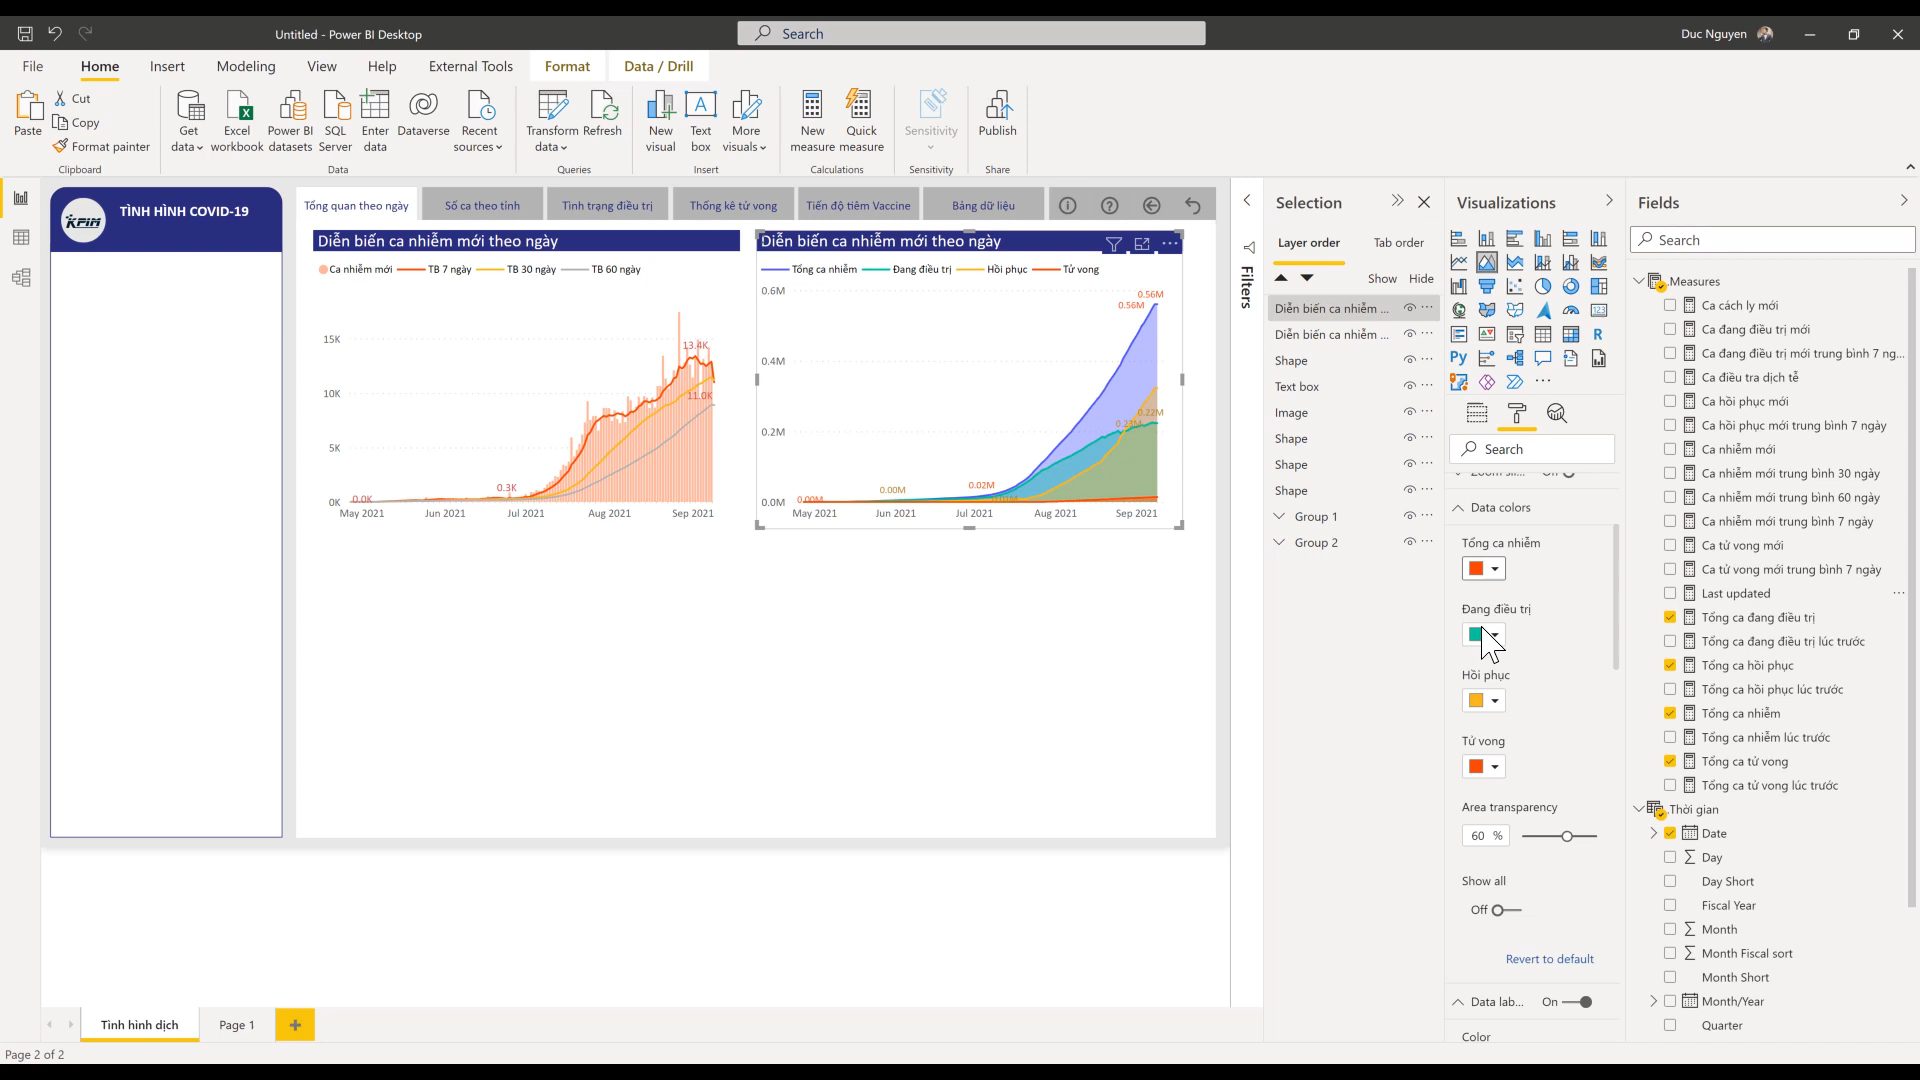 Untitled - Power BI Desktop
Search
Duc Nguyen
File
Home
Insert
Modeling
View
Help
External Tools
Format
Data / Drill
Paste
Cut
Copy
Format painter
Clipboard
Get data
Excel workbook
Power BI datasets
SQL Server
Enter data
Dataverse
Recent sources
Data
Transform data
Refresh
Queries
New visual
Text box
More visuals
Insert
New measure
Quick measure
Calculations
Sensitivity
Sensitivity
Publish
Share
KPIM
TÌNH HÌNH COVID-19
Tổng quan theo ngày
Số ca theo tỉnh
Tình trạng điều trị
Thống kê tử vong
Tiến độ tiêm Vaccine
Bảng dữ liệu
Diễn biến ca nhiễm mới theo ngày
Ca nhiễm mới
TB 7 ngày
TB 30 ngày
TB 60 ngày
15K
10K
5K
0K
13.4K
11.0K
0.3K
0.0K
May 2021
Jun 2021
Jul 2021
Aug 2021
Sep 2021
Diễn biến ca nhiễm mới theo ngày
Tổng ca nhiễm
Đang điều trị
Hồi phục
Tử vong
0.6M
0.4M
0.2M
0.0M
0.56M
0.56M
0.22M
0.00M
0.00M
0.02M
May 2021
Jun 2021
Jul 2021
Aug 2021
Sep 2021
Filters
Selection
Layer order
Tab order
Show
Hide
Diễn biến ca nhiễm ...
Diễn biến ca nhiễm ...
Shape
Text box
Image
Shape
Shape
Shape
Group 1
Group 2
Visualizations
R
Py
123
Search
Data colors
Tổng ca nhiễm
Đang điều trị
Hồi phục
Tử vong
Area transparency
60 %
Show all
Off
Revert to default
Data lab...
On
Color
Fields
Search
Measures
Ca cách ly mới
Ca đang điều trị mới
Ca đang điều trị mới trung bình 7 ng...
Ca điều tra dịch tễ
Ca hồi phục mới
Ca hồi phục mới trung bình 7 ngày
Ca nhiễm mới
Ca nhiễm mới trung bình 30 ngày
Ca nhiễm mới trung bình 60 ngày
Ca nhiễm mới trung bình 7 ngày
Ca tử vong mới
Ca tử vong mới trung bình 7 ngày
Last updated
Tổng ca đang điều trị
Tổng ca đang điều trị lúc trước
Tổng ca hồi phục
Tổng ca hồi phục lúc trước
Tổng ca nhiễm
Tổng ca nhiễm lúc trước
Tổng ca tử vong
Tổng ca tử vong lúc trước
Thời gian
Date
Day
Day Short
Fiscal Year
Month
Month Fiscal sort
Month Short
Month/Year
Quarter
Tình hình dịch
Page 1
Page 2 of 2